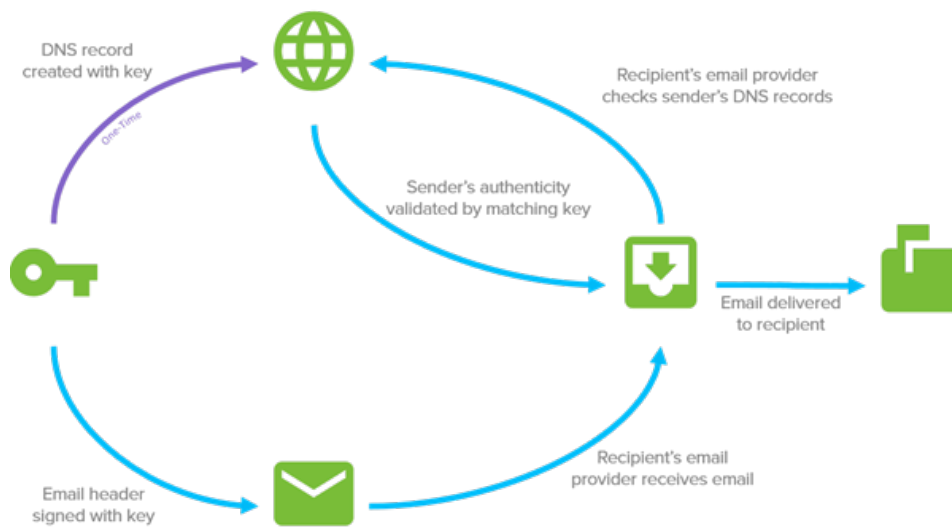 DNS record
created with key
One-Time
Recipient's email provider
checks sender's DNS records
Sender's authenticity
validated by matching key
Email delivered
to recipient
Email header
signed with key
Recipient's email
provider receives email